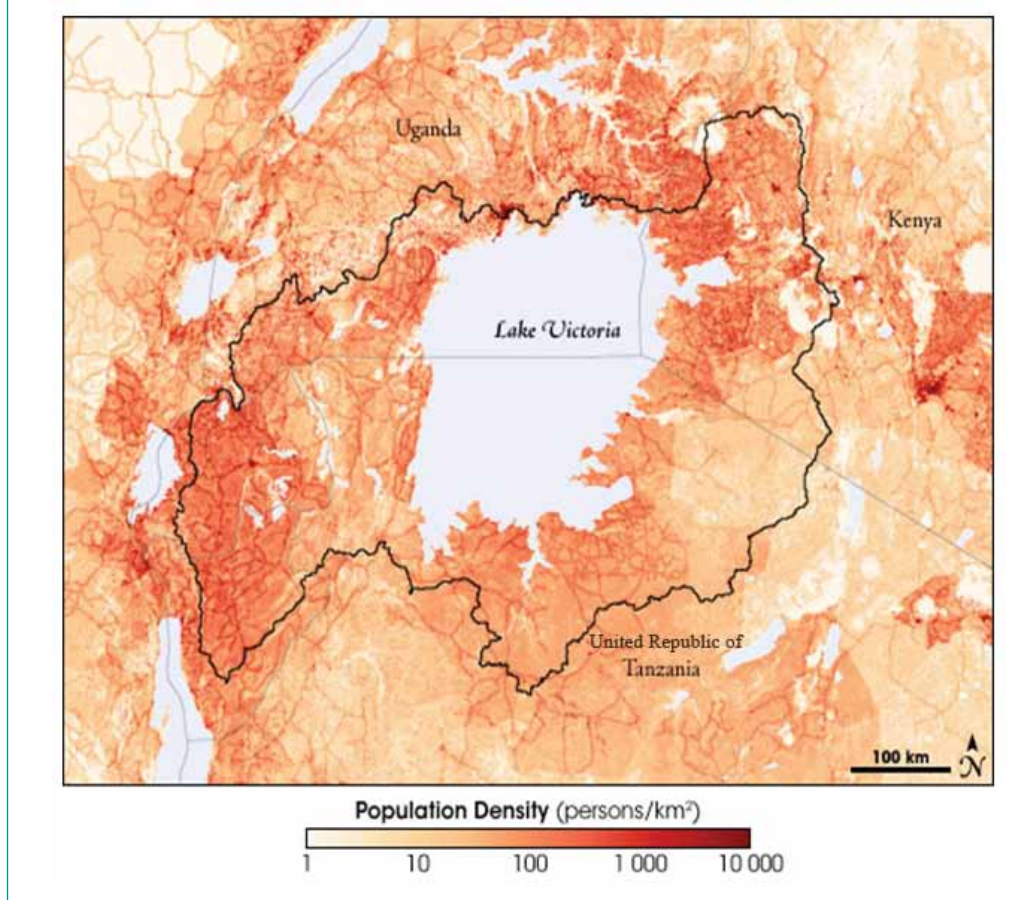 Uganda
Kenya
Lake Victoria
United Republic of
Tanzania
100 km
N
Population Density (persons/km²)
1 10 100 1 000 10 000